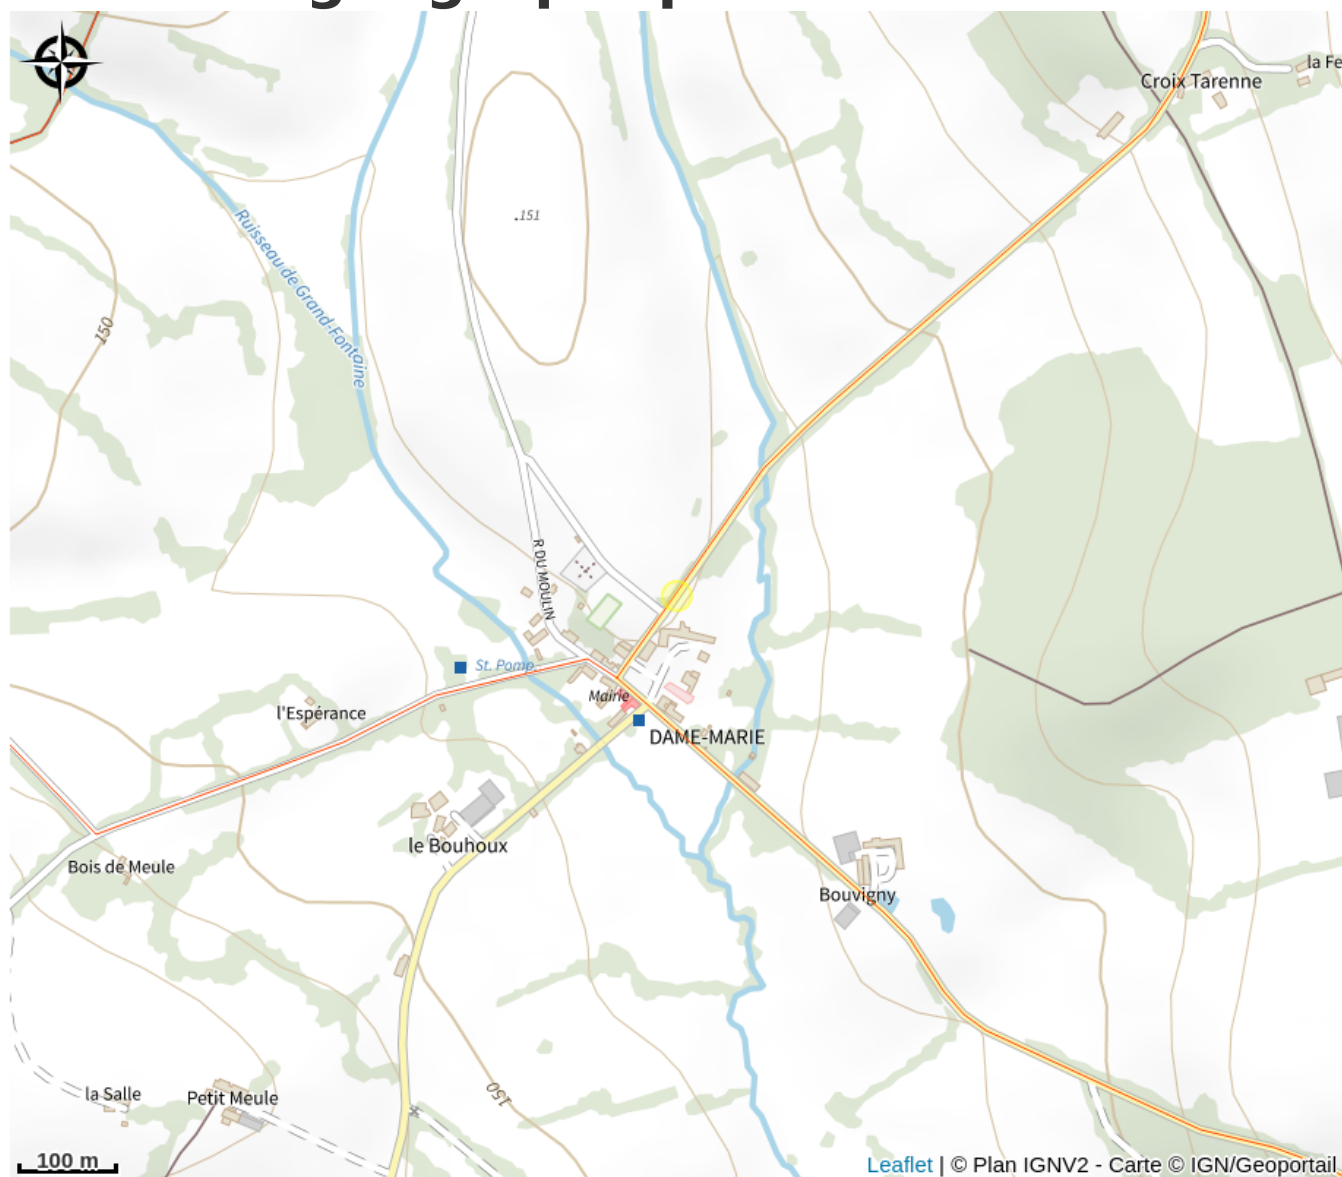 Croix Tarenne
la Fe
.151
Ruisseau de Grand-Fontaine
150
R DU MOULIN
St. Pomp.
l'Espérance
Mairie
DAME-MARIE
le Bouhoux
Bois de Meule
Bouvigny
150
la Salle
Petit Meule
100 m
Leaflet | © Plan IGNV2 - Carte © IGN/Geoportail